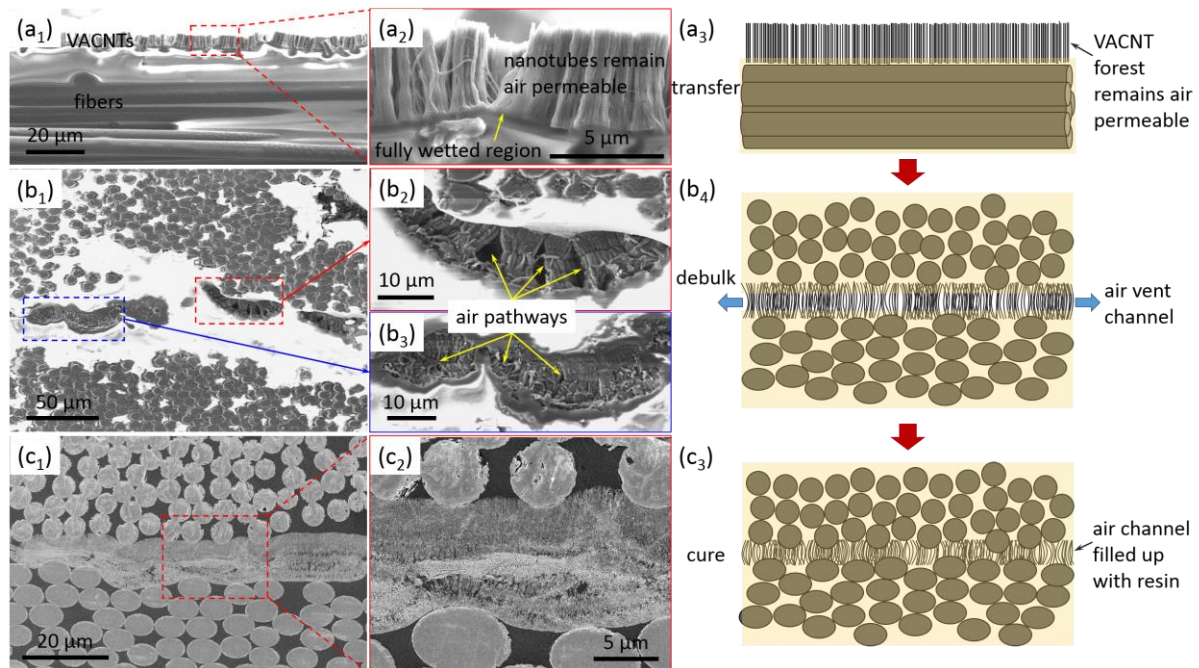 (a₁)
VACNTs
fibers
20 μm
(a₂)
nanotubes remain
air permeable
5 μm
fully wetted region
(a₃)
transfer
VACNT
forest
remains air
permeable
(b₁)
50 μm
(b₂)
10 μm
air pathways
(b₃)
10 μm
(b₄)
debulk
air vent
channel
(c₁)
20 μm
(c₂)
5 μm
(c₃)
cure
air channel
filled up
with resin